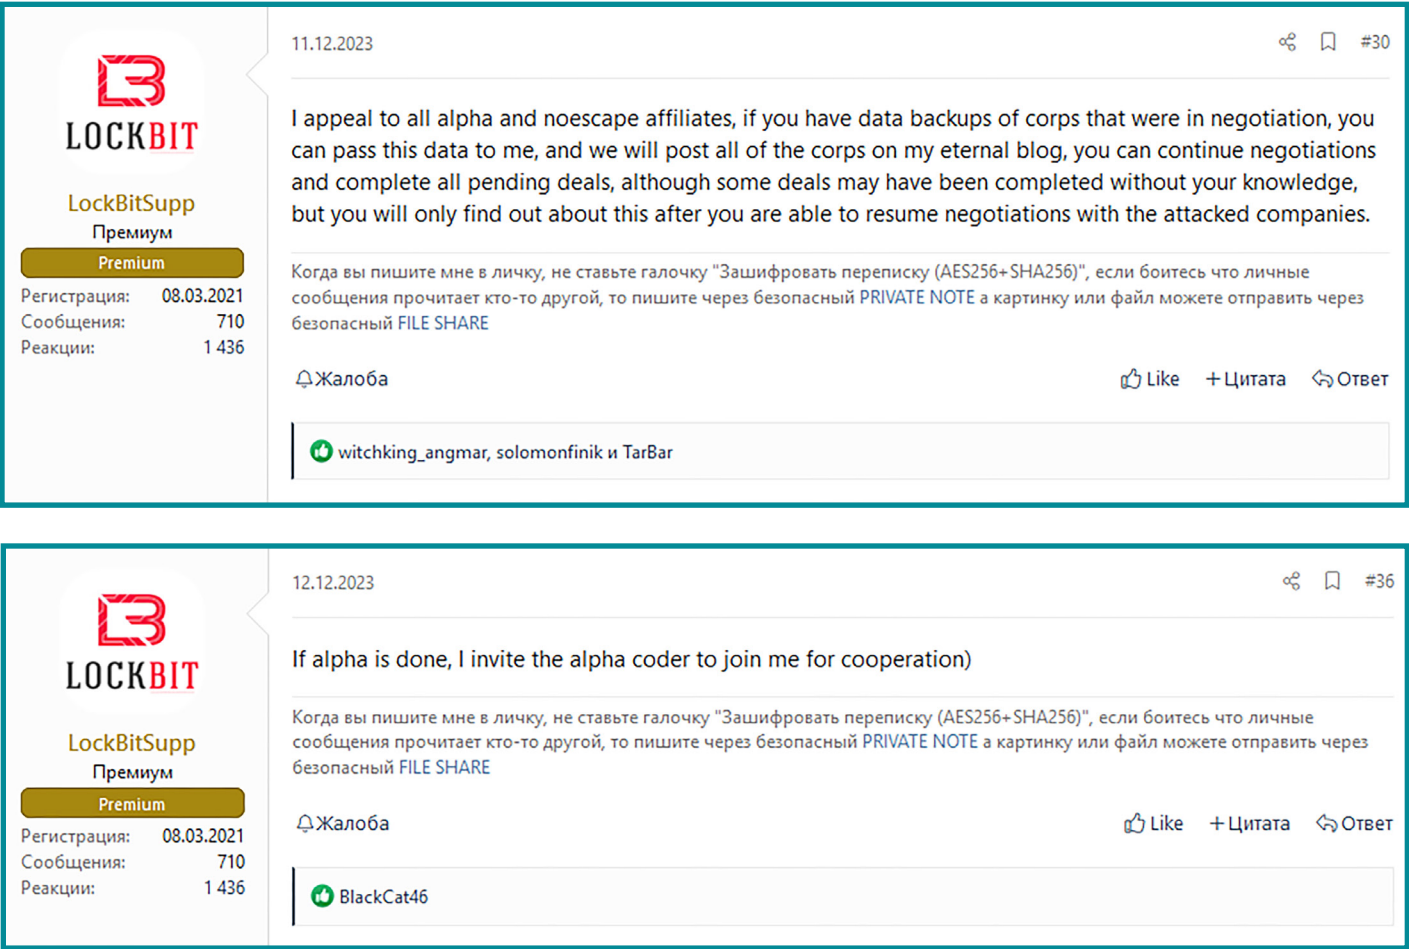 11.12.2023
#30
LOCKBIT
LockBitSupp
Премиум
Premium
Регистрация: 08.03.2021
Сообщения: 710
Реакции: 1 436
I appeal to all alpha and noescape affiliates, if you have data backups of corps that were in negotiation, you
can pass this data to me, and we will post all of the corps on my eternal blog, you can continue negotiations
and complete all pending deals, although some deals may have been completed without your knowledge,
but you will only find out about this after you are able to resume negotiations with the attacked companies.
Когда вы пишите мне в личку, не ставьте галочку "Зашифровать переписку (AES256+SHA256)", если боитесь что личные
сообщения прочитает кто-то другой, то пишите через безопасный PRIVATE NOTE а картинку или файл можете отправить через
безопасный FILE SHARE
Жалоба
Like +Цитата Ответ
witchking_angmar, solomonfinik и TarBar
12.12.2023
#36
LOCKBIT
LockBitSupp
Премиум
Premium
Регистрация: 08.03.2021
Сообщения: 710
Реакции: 1 436
If alpha is done, I invite the alpha coder to join me for cooperation)
Когда вы пишите мне в личку, не ставьте галочку "Зашифровать переписку (AES256+SHA256)", если боитесь что личные
сообщения прочитает кто-то другой, то пишите через безопасный PRIVATE NOTE а картинку или файл можете отправить через
безопасный FILE SHARE
Жалоба
Like +Цитата Ответ
BlackCat46